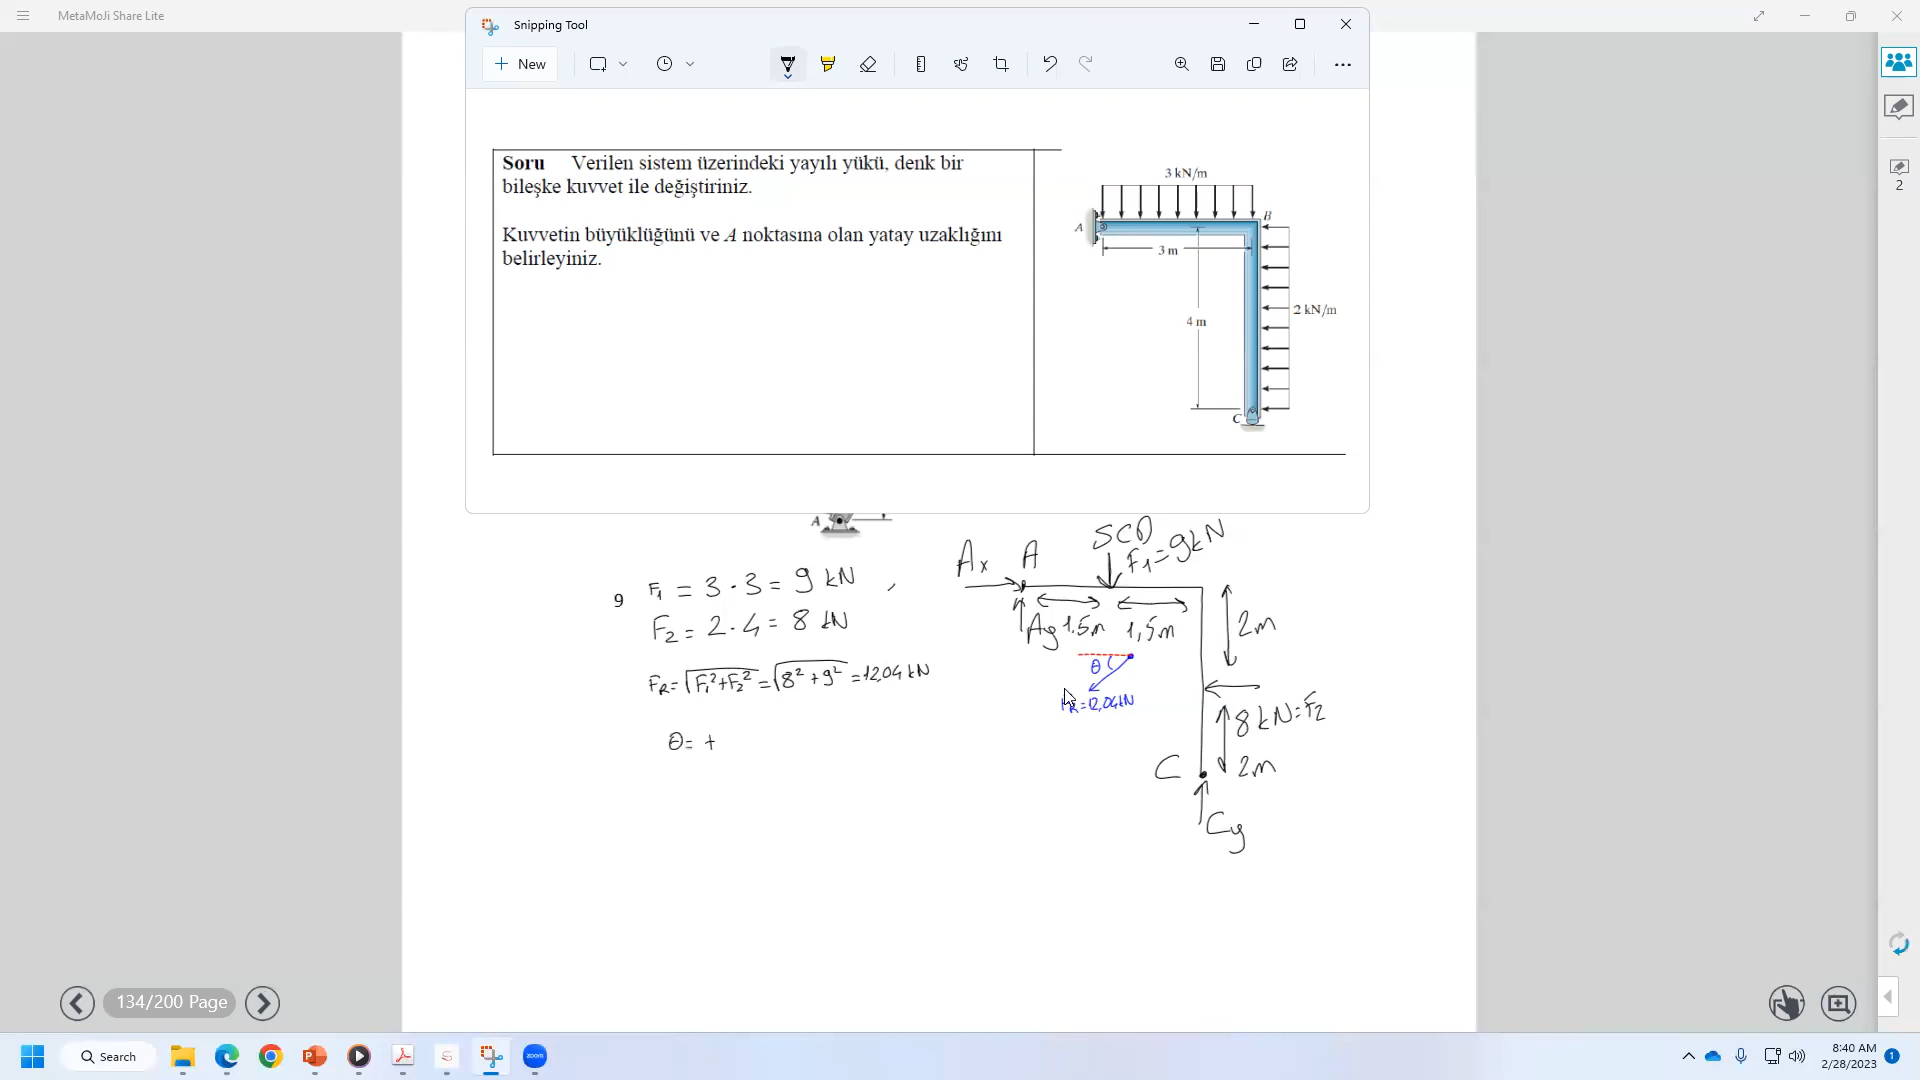 MetaMoJi Share Lite
Snipping Tool
New
Soru Verilen sistem üzerindeki yayılı yükü, denk bir
bileşke kuvvet ile değiştiriniz.
Kuvvetin büyüklüğünü ve A noktasına olan yatay uzaklığını
belirleyiniz.
3 kN/m
A
B
3 m
2 kN/m
4 m
C
2
A
SCD
Ax A F₁=9kN
9 F₁ = 3·3= 9 kN ,
F₂= 2·4= 8 kN
Ay 1.5m 1,5m 2m
FR=√F₁²+F₂² =√8²+9² =12,04 kN
θ
=12,04kN
8 kN=F₂
θ= +
C 2m
Cy
134/200 Page
Search
zoom
8:40 AM
2/28/2023
1